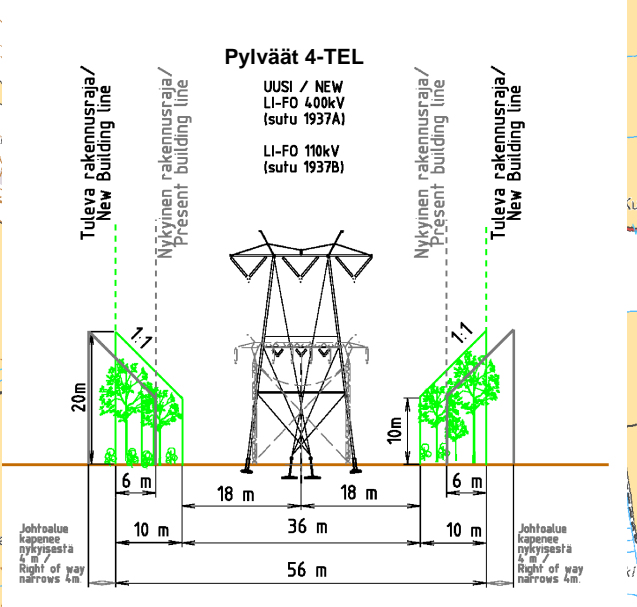 Pylväät 4-TEL
UUSI / NEW
LI-FO 400kV
(sutu 1937A)
LI-FO 110kV
(sutu 1937B)
Tuleva rakennusraja/
New Building line
Nykyinen rakennusraja/
Present building line
Nykyinen rakennusraja/
Present building line
Tuleva rakennusraja/
New Building line
1:1
1:1
20m
10m
6 m
6 m
18 m
18 m
10 m
36 m
10 m
56 m
Johtoalue
kapenee
nykyisestä
4 m /
Right of way
narrows 4m.
Johtoalue
kapenee
nykyisestä
4 m /
Right of way
narrows 4m.